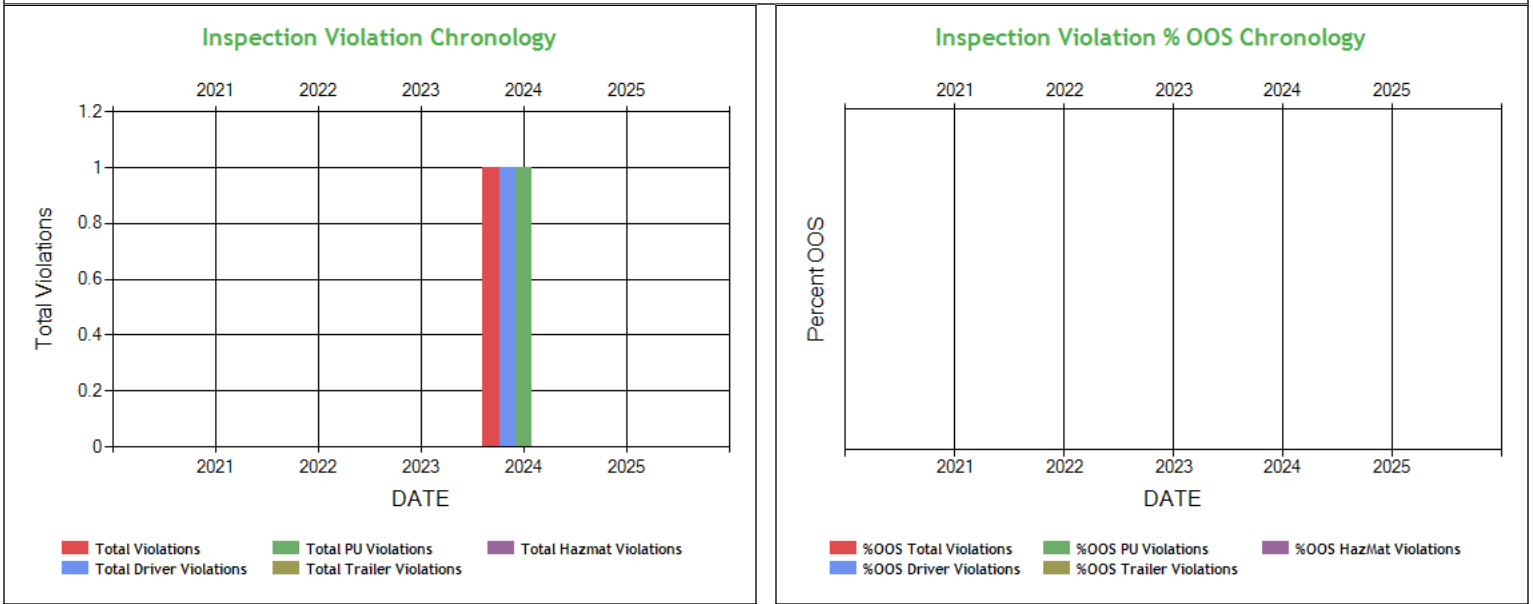 Inspection Violation Chronology
2021 2022 2023 2024 2025
1.2
1
0.8
0.6
0.4
0.2
0
Total Violations
2021 2022 2023 2024 2025
DATE
Total Violations Total PU Violations Total Hazmat Violations
Total Driver Violations Total Trailer Violations
Inspection Violation % OOS Chronology
2021 2022 2023 2024 2025
Percent OOS
2021 2022 2023 2024 2025
DATE
%OOS Total Violations %OOS PU Violations %OOS HazMat Violations
%OOS Driver Violations %OOS Trailer Violations